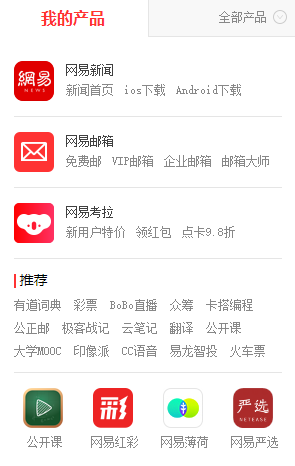 我的产品 全部产品
網易
NEWS
网易新闻
新闻首页 ios下载 Android下载
网易邮箱
免费邮 VIP邮箱 企业邮箱 邮箱大师
网易考拉
新用户特价 领红包 点卡9.8折
推荐
有道词典 彩票 BoBo直播 众筹 卡搭编程
公正邮 极客战记 云笔记 翻译 公开课
大学MOOC 印像派 CC语音 易龙智投 火车票
彩 严选
NETEASE
公开课 网易红彩 网易薄荷 网易严选